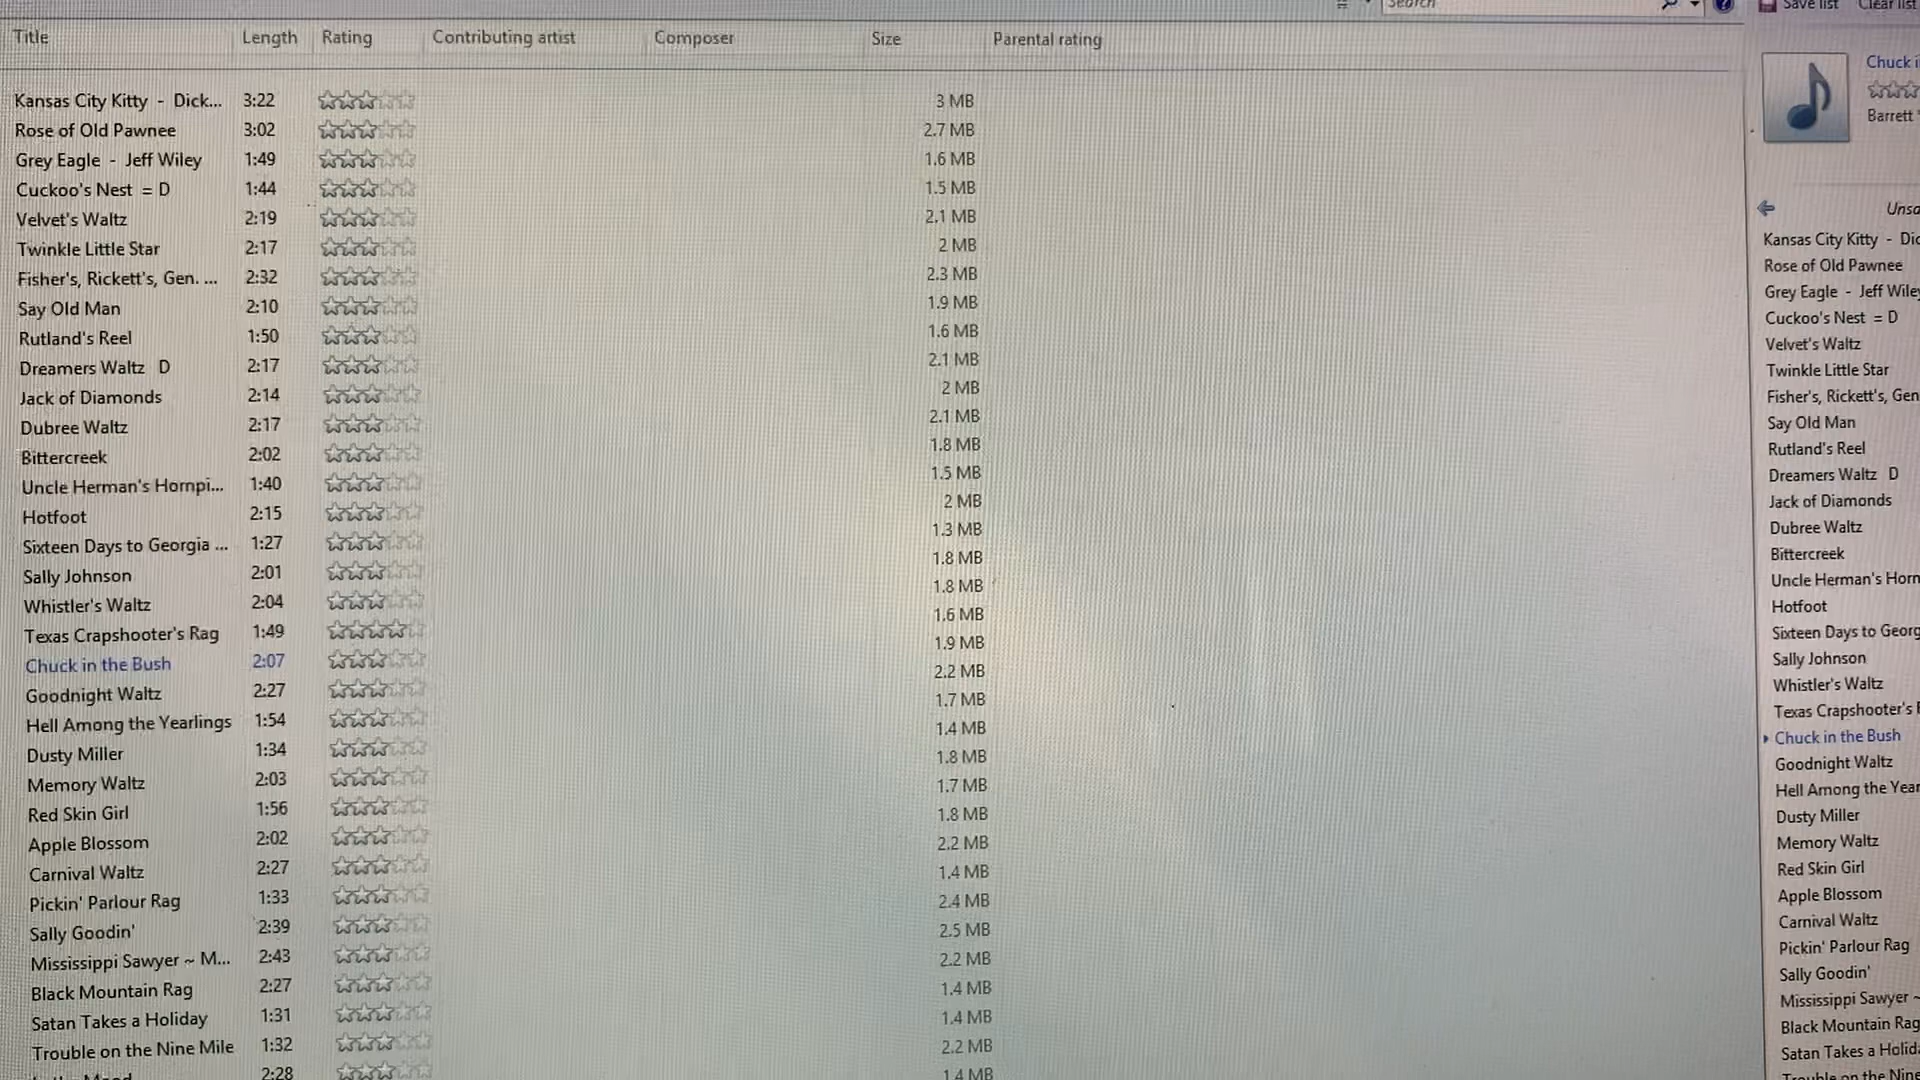 Search
Save list Clear list
Title Length Rating Contributing artist Composer Size Parental rating
Kansas City Kitty - Dick... 3:22 3 MB
Rose of Old Pawnee 3:02 2.7 MB
Grey Eagle - Jeff Wiley 1:49 1.6 MB
Cuckoo's Nest = D 1:44 1.5 MB
Velvet's Waltz 2:19 2.1 MB
Twinkle Little Star 2:17 2 MB
Fisher's, Rickett's, Gen. ... 2:32 2.3 MB
Say Old Man 2:10 1.9 MB
Rutland's Reel 1:50 1.6 MB
Dreamers Waltz D 2:17 2.1 MB
Jack of Diamonds 2:14 2 MB
Dubree Waltz 2:17 2.1 MB
Bittercreek 2:02 1.8 MB
Uncle Herman's Hornpi... 1:40 1.5 MB
Hotfoot 2:15 2 MB
Sixteen Days to Georgia ... 1:27 1.3 MB
Sally Johnson 2:01 1.8 MB
Whistler's Waltz 2:04 1.8 MB
Texas Crapshooter's Rag 1:49 1.6 MB
Chuck in the Bush 2:07 1.9 MB
Goodnight Waltz 2:27 2.2 MB
Hell Among the Yearlings 1:54 1.7 MB
Dusty Miller 1:34 1.4 MB
Memory Waltz 2:03 1.8 MB
Red Skin Girl 1:56 1.7 MB
Apple Blossom 2:02 1.8 MB
Carnival Waltz 2:27 2.2 MB
Pickin' Parlour Rag 1:33 1.4 MB
Sally Goodin' 2:39 2.4 MB
Mississippi Sawyer ~ M... 2:43 2.5 MB
Black Mountain Rag 2:27 2.2 MB
Satan Takes a Holiday 1:31 1.4 MB
Trouble on the Nine Mile 1:32 1.4 MB
2:28 2.2 MB
1.4 MB
Chuck i
Barrett
Unsa
Kansas City Kitty - Dic
Rose of Old Pawnee
Grey Eagle - Jeff Wiley
Cuckoo's Nest = D
Velvet's Waltz
Twinkle Little Star
Fisher's, Rickett's, Gen
Say Old Man
Rutland's Reel
Dreamers Waltz D
Jack of Diamonds
Dubree Waltz
Bittercreek
Uncle Herman's Horn
Hotfoot
Sixteen Days to Georg
Sally Johnson
Whistler's Waltz
Texas Crapshooter's R
Chuck in the Bush
Goodnight Waltz
Hell Among the Year
Dusty Miller
Memory Waltz
Red Skin Girl
Apple Blossom
Carnival Waltz
Pickin' Parlour Rag
Sally Goodin'
Mississippi Sawyer ~
Black Mountain Rag
Satan Takes a Holida
Trouble on the Nine